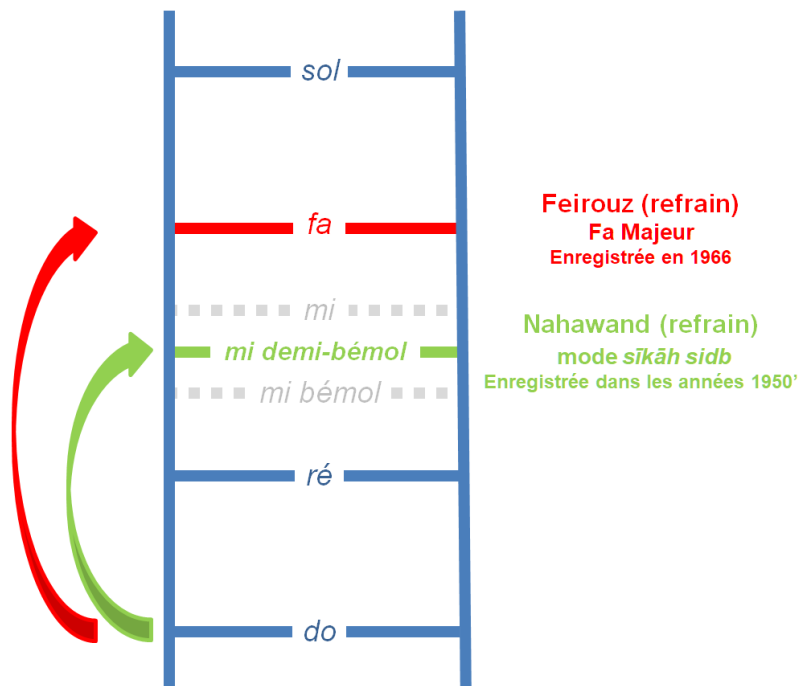 sol
fa
Feirouz (refrain)
Fa Majeur
Enregistrée en 1966
mi
mi demi-bémol
mi bémol
Nahawand (refrain)
mode sīkāh sidb
Enregistrée dans les années 1950’
ré
do